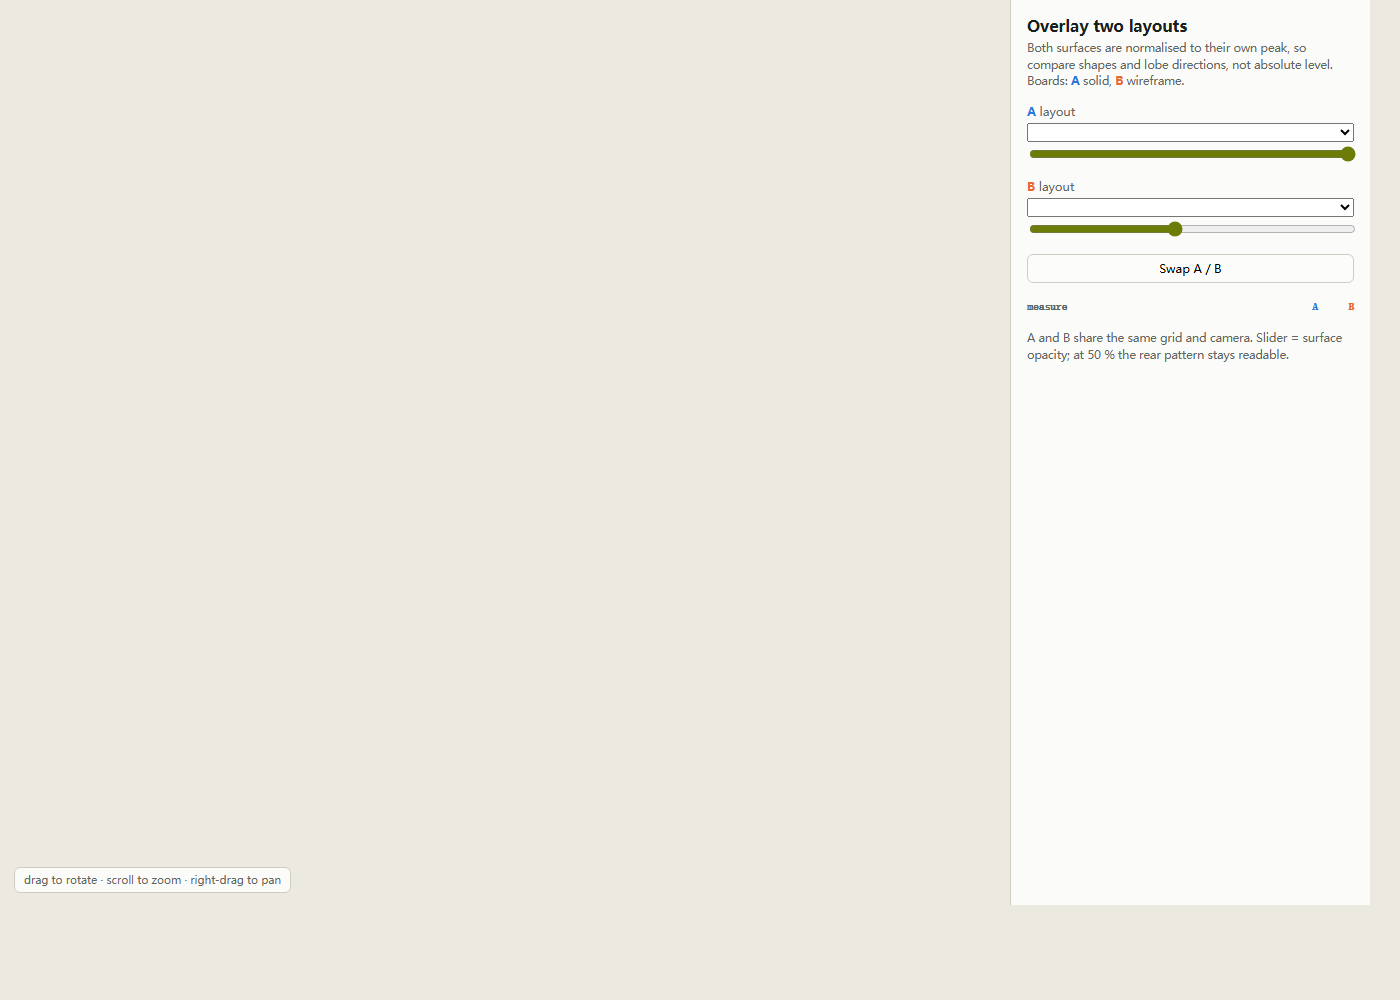 Overlay two layouts
Both surfaces are normalised to their own peak, so
compare shapes and lobe directions, not absolute level.
Boards: A solid, B wireframe.
A layout
B layout
Swap A / B
measure A B
A and B share the same grid and camera. Slider = surface
opacity; at 50 % the rear pattern stays readable.
drag to rotate · scroll to zoom · right-drag to pan